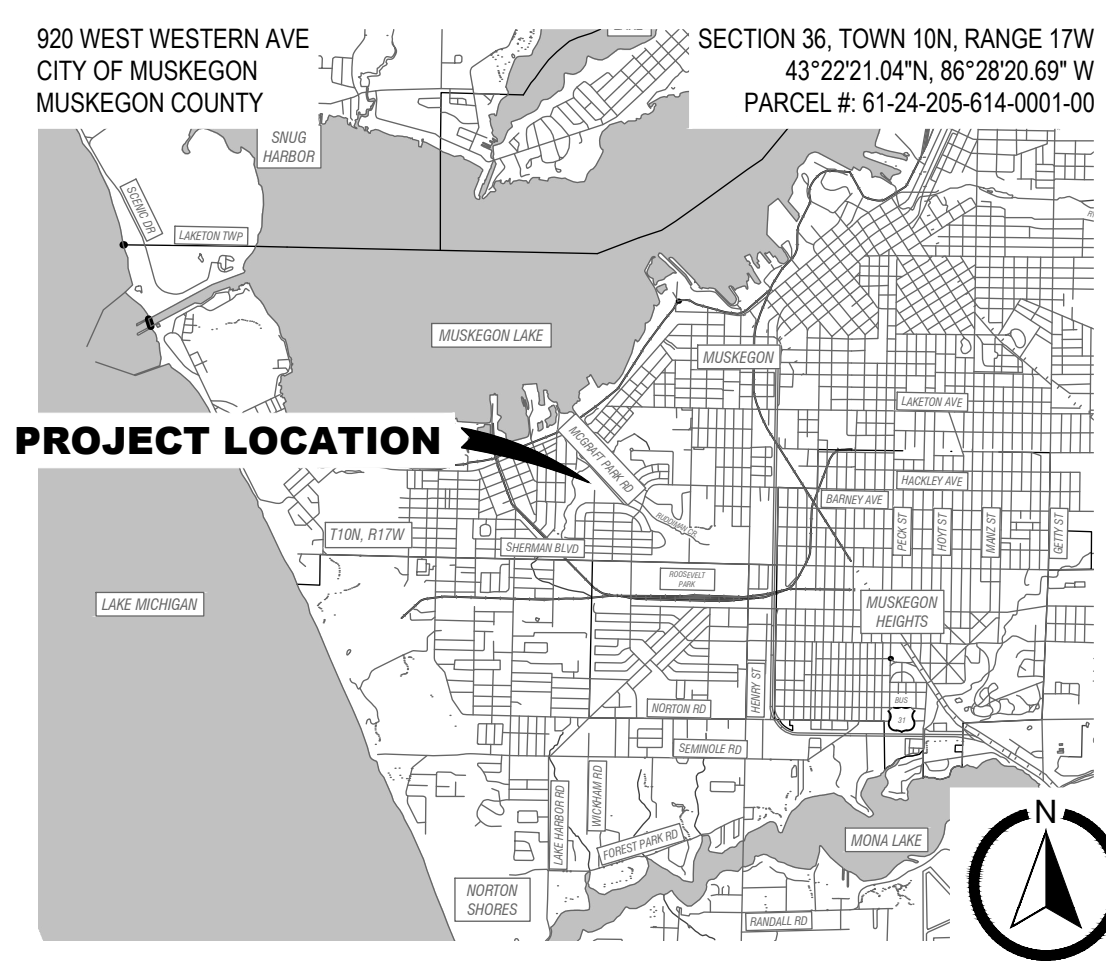 920 WEST WESTERN AVE
CITY OF MUSKEGON
MUSKEGON COUNTY
SECTION 36, TOWN 10N, RANGE 17W
43°22'21.04"N, 86°28'20.69" W
PARCEL #: 61-24-205-614-0001-00
SNUG
HARBOR
SCENIC DR
LAKETON TWP
MUSKEGON LAKE
MUSKEGON
LAKETON AVE
PROJECT LOCATION
MCGRAFT PARK RD
HACKLEY AVE
BARNEY AVE
RUDDIMAN CR
T10N, R17W
SHERMAN BLVD
PECK ST
HOYT ST
MANZ ST
GETTY ST
ROOSEVELT
PARK
LAKE MICHIGAN
MUSKEGON
HEIGHTS
HENRY ST
NORTON RD
BUS
31
SEMINOLE RD
LAKE HARBOR RD
WICKHAM RD
FOREST PARK RD
MONA LAKE
N
NORTON
SHORES
RANDALL RD